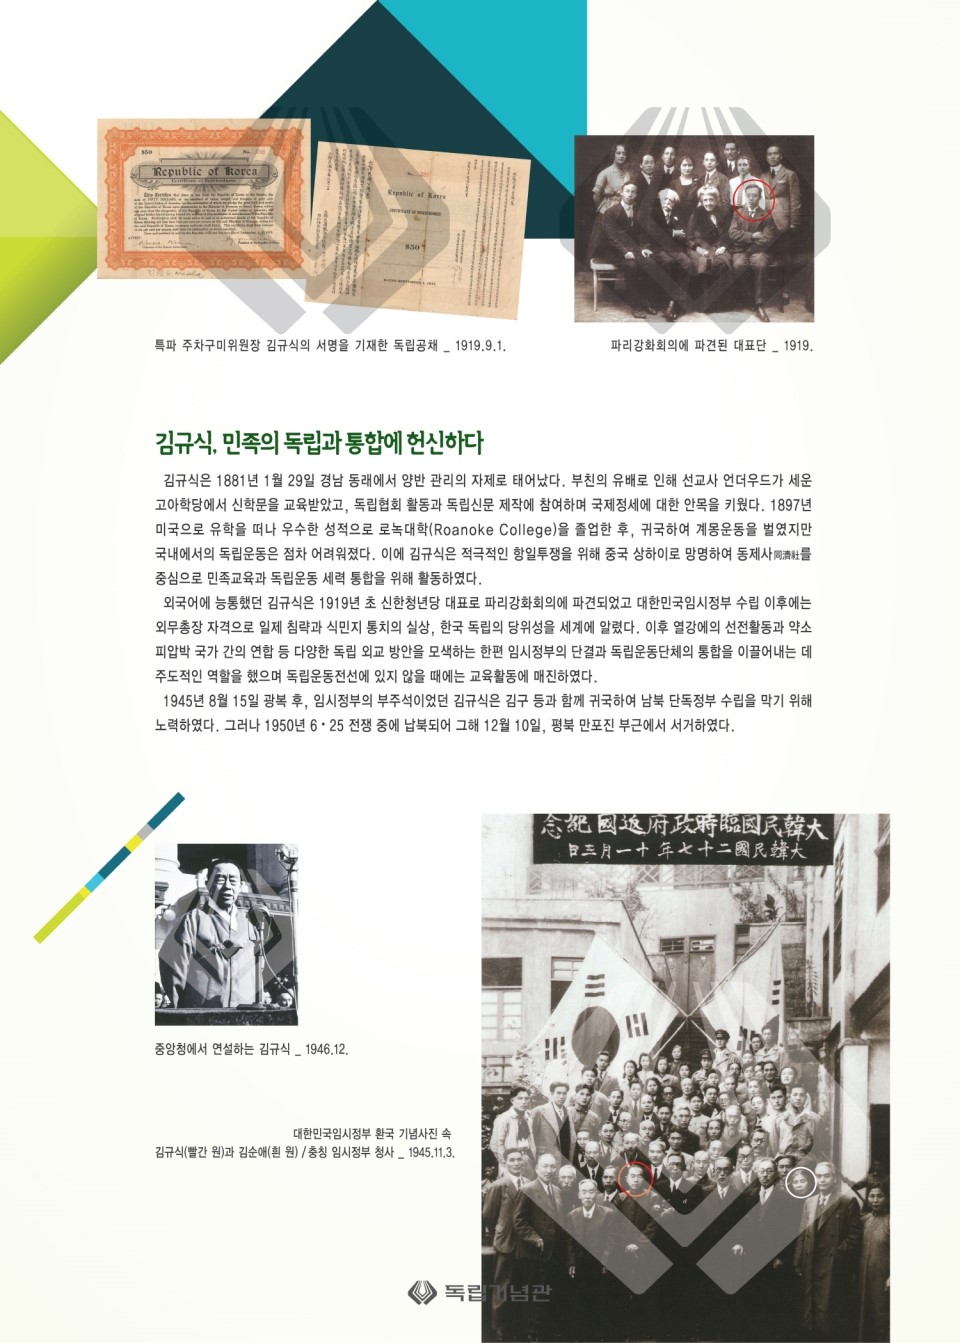 $50
No.
Republic of Korea
Certificate of Indebtedness
Republic of Korea
CERTIFICATE OF INDEBTEDNESS
$50
DATED SEPTEMBER 1, 1919
특파 주차구미위원장 김규식의 서명을 기재한 독립공채 _ 1919.9.1.
파리강화회의에 파견된 대표단 _ 1919.
김규식, 민족의 독립과 통합에 헌신하다
김규식은 1881년 1월 29일 경남 동래에서 양반 관리의 자제로 태어났다. 부친의 유배로 인해 선교사 언더우드가 세운
고아학당에서 신학문을 교육받았고, 독립협회 활동과 독립신문 제작에 참여하며 국제정세에 대한 안목을 키웠다. 1897년
미국으로 유학을 떠나 우수한 성적으로 로녹대학(Roanoke College)을 졸업한 후, 귀국하여 계몽운동을 벌였지만
국내에서의 독립운동은 점차 어려워졌다. 이에 김규식은 적극적인 항일투쟁을 위해 중국 상하이로 망명하여 동제사同濟社를
중심으로 민족교육과 독립운동 세력 통합을 위해 활동하였다.
외국어에 능통했던 김규식은 1919년 초 신한청년당 대표로 파리강화회의에 파견되었고 대한민국임시정부 수립 이후에는
외무총장 자격으로 일제 침략과 식민지 통치의 실상, 한국 독립의 당위성을 세계에 알렸다. 이후 열강에의 선전활동과 약소
피압박 국가 간의 연합 등 다양한 독립 외교 방안을 모색하는 한편 임시정부의 단결과 독립운동단체의 통합을 이끌어내는 데
주도적인 역할을 했으며 독립운동전선에 있지 않을 때에는 교육활동에 매진하였다.
1945년 8월 15일 광복 후, 임시정부의 부주석이었던 김규식은 김구 등과 함께 귀국하여 남북 단독정부 수립을 막기 위해
노력하였다. 그러나 1950년 6·25 전쟁 중에 납북되어 그해 12월 10일, 평북 만포진 부근에서 서거하였다.
念紀國返府政時臨國民韓大
日三月一十年七十二國民韓大
중앙청에서 연설하는 김규식 _ 1946.12.
대한민국임시정부 환국 기념사진 속
김규식(빨간 원)과 김순애(흰 원) / 충칭 임시정부 청사 _ 1945.11.3.
독립기념관